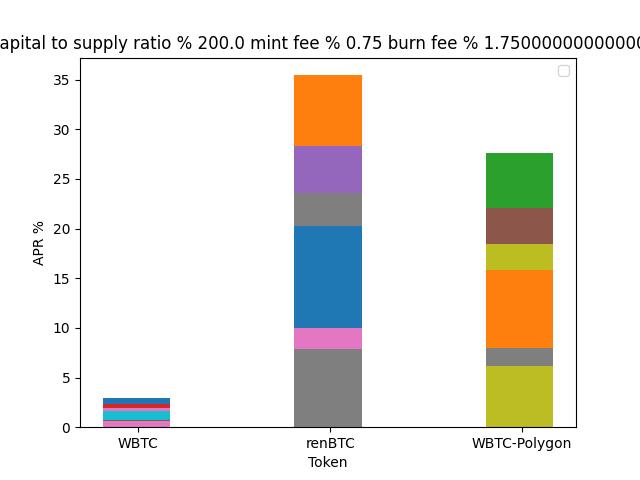 apital to supply ratio % 200.0 mint fee % 0.75 burn fee % 1.75000000000000
35
30
25
20
15
10
5
0
APR %
WBTC
renBTC
WBTC-Polygon
Token